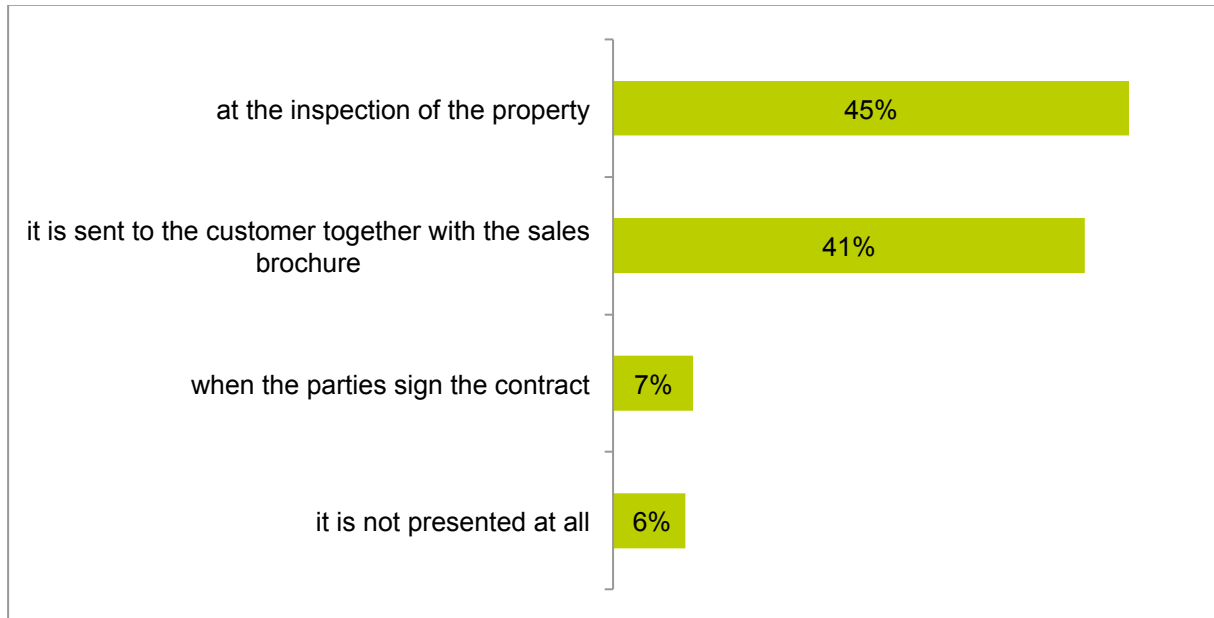 at the inspection of the property
45%
it is sent to the customer together with the sales
brochure
41%
when the parties sign the contract
7%
it is not presented at all
6%